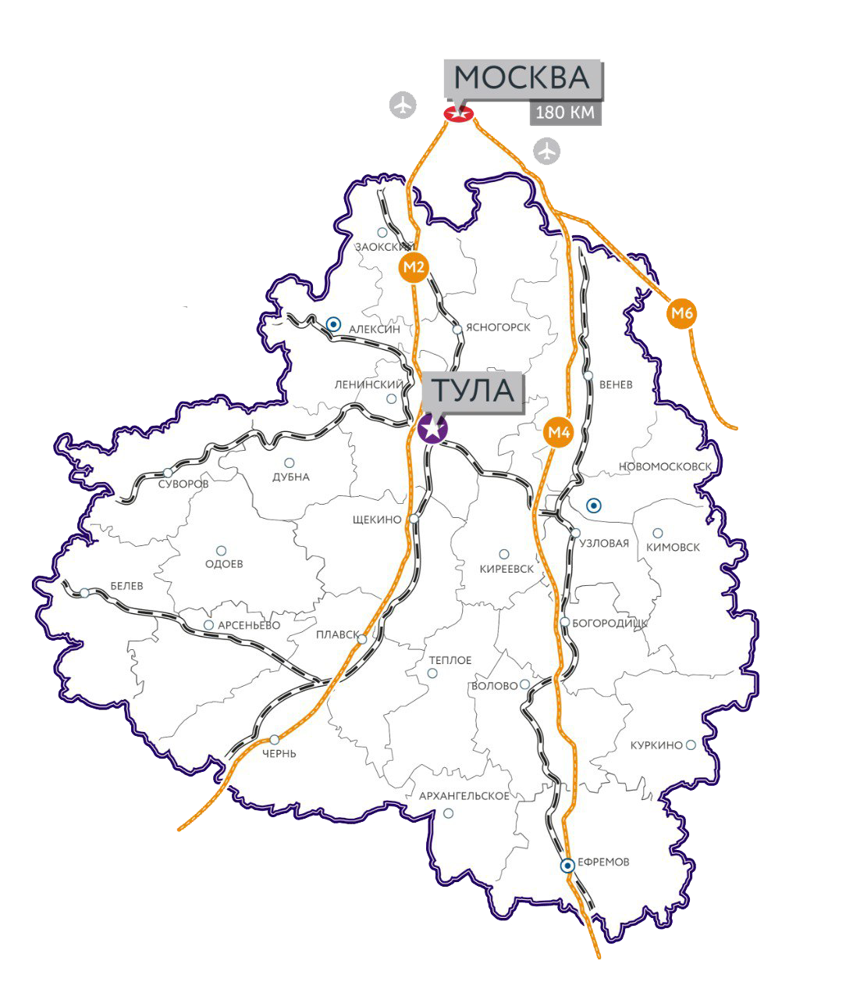 МОСКВА
180 КМ
ЗАОКСКИЙ
М2
М6
АЛЕКСИН
ЯСНОГОРСК
ЛЕНИНСКИЙ
ТУЛА
ВЕНЕВ
М4
СУВОРОВ
ДУБНА
НОВОМОСКОВСК
ЩЕКИНО
УЗЛОВАЯ
КИМОВСК
ОДОЕВ
КИРЕЕВСК
БЕЛЕВ
АРСЕНЬЕВО
БОГОРОДИЦК
ПЛАВСК
ТЕПЛОЕ
ВОЛОВО
КУРКИНО
ЧЕРНЬ
АРХАНГЕЛЬСКОЕ
ЕФРЕМОВ